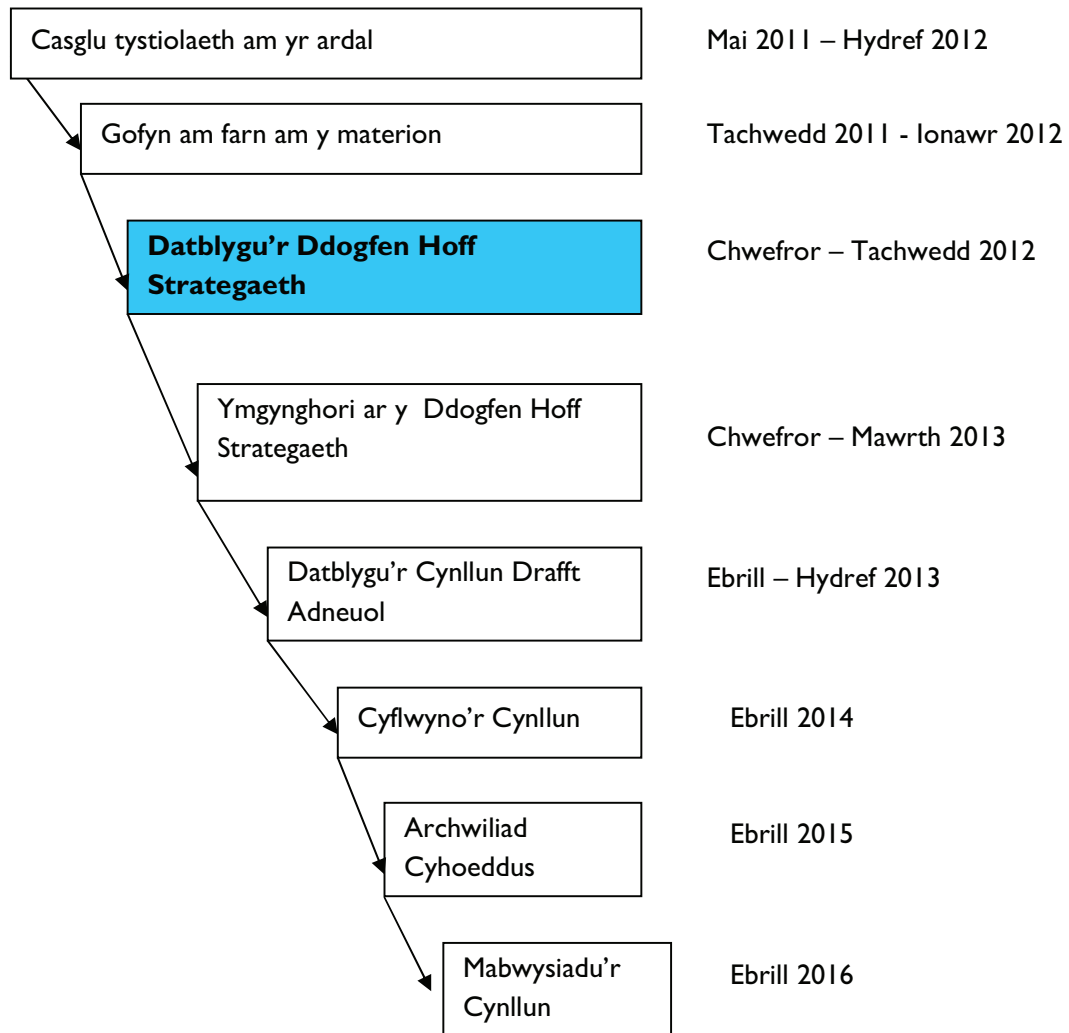 Casglu tystiolaeth am yr ardal
Mai 2011 – Hydref 2012
Gofyn am farn am y materion
Tachwedd 2011 - Ionawr 2012
Datblygu’r Ddogfen Hoff
Strategaeth
Chwefror – Tachwedd 2012
Ymgynghori ar y  Ddogfen Hoff
Strategaeth
Chwefror – Mawrth 2013
Datblygu’r Cynllun Drafft
Adneuol
Ebrill – Hydref 2013
Cyflwyno’r Cynllun
Ebrill 2014
Archwiliad
Cyhoeddus
Ebrill 2015
Mabwysiadu’r
Cynllun
Ebrill 2016